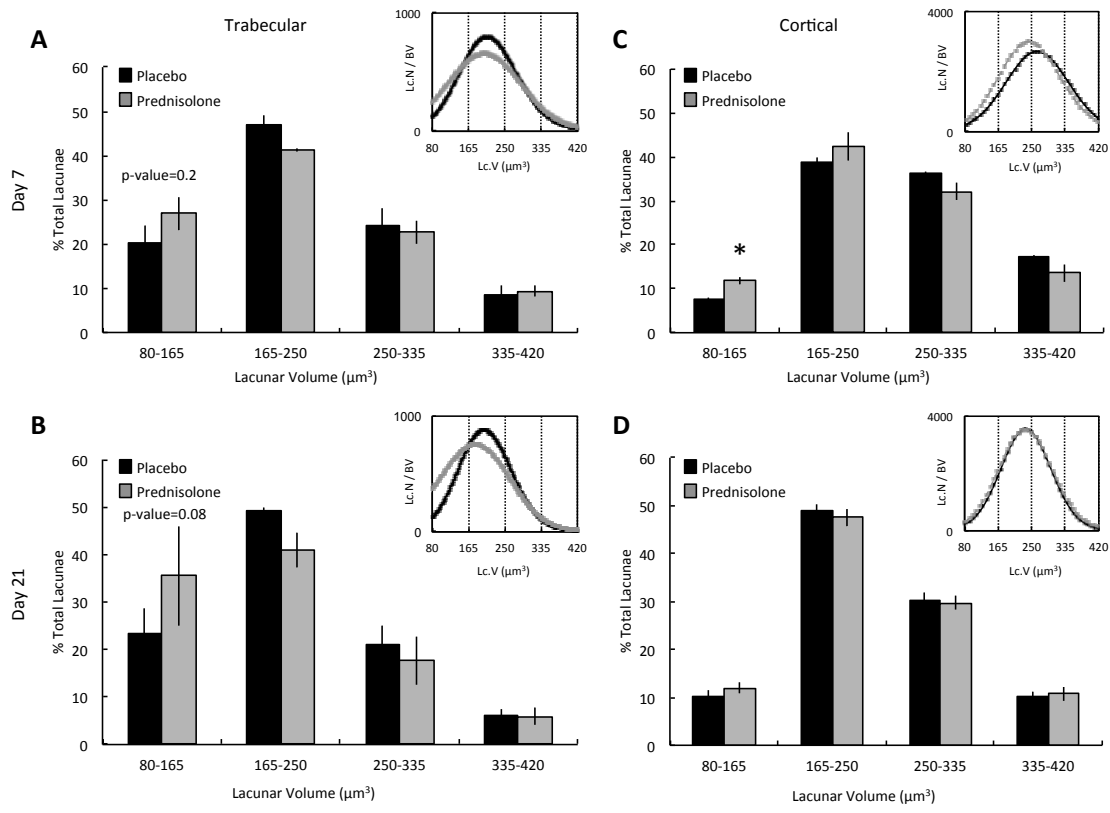 A
Trabecular
Day 7
60
50
40
30
20
10
0
% Total Lacunae
Placebo
Prednisolone
p-value=0.2
80-165
165-250
250-335
335-420
Lacunar Volume (µm³)
1000
0
Lc.N / BV
80
165
250
335
420
Lc.V (µm³)
C
Cortical
60
50
40
30
20
10
0
% Total Lacunae
Placebo
Prednisolone
*
80-165
165-250
250-335
335-420
Lacunar Volume (µm³)
4000
0
Lc.N / BV
80
165
250
335
420
Lc.V (µm³)
B
Day 21
60
50
40
30
20
10
0
% Total Lacunae
Placebo
Prednisolone
p-value=0.08
80-165
165-250
250-335
335-420
Lacunar Volume (µm³)
1000
0
Lc.N / BV
80
165
250
335
420
Lc.V (µm³)
D
60
50
40
30
20
10
0
% Total Lacunae
Placebo
Prednisolone
80-165
165-250
250-335
335-420
Lacunar Volume (µm³)
4000
0
Lc.N / BV
80
165
250
335
420
Lc.V (µm³)